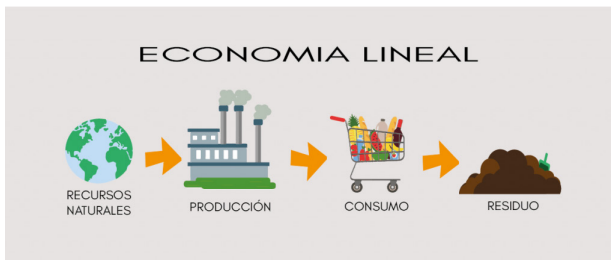 ECONOMIA LINEAL
RECURSOS
NATURALES
PRODUCCIÓN
CONSUMO
RESIDUO